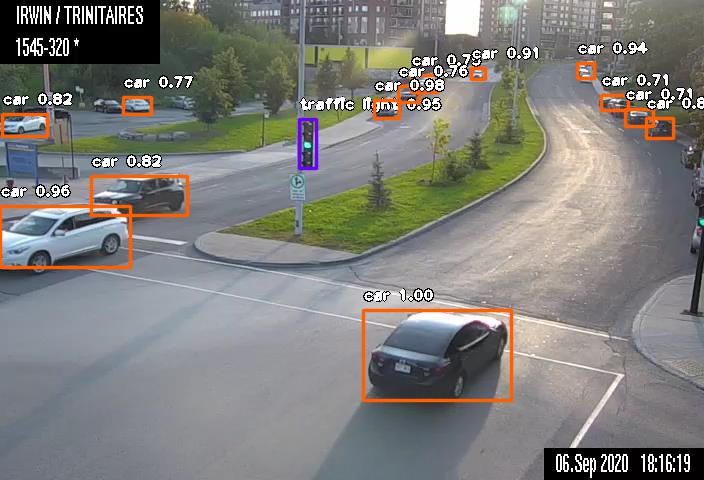 IRWIN / TRINITAIRES
1545-320 *
car 0.91
car 0.94
car 0.76
car 0.77
car 0.98
car 0.71
car 0.71
car 0.82
traffic light 0.95
car 0.8
car 0.82
car 0.96
car 1.00
06.Sep 2020 18:16:19